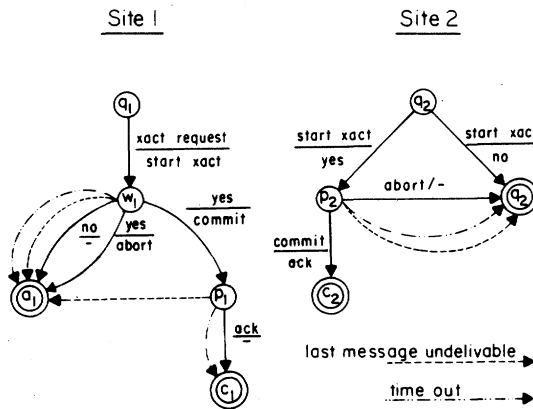 Site 1
Site 2
q1
q2
xact request
start xact
start xact
yes
start xact
no
w1
yes
commit
p2
abort/-
a2
no
-
yes
abort
commit
ack
a1
p1
c2
ack
-
last message undelivable
c1
time out